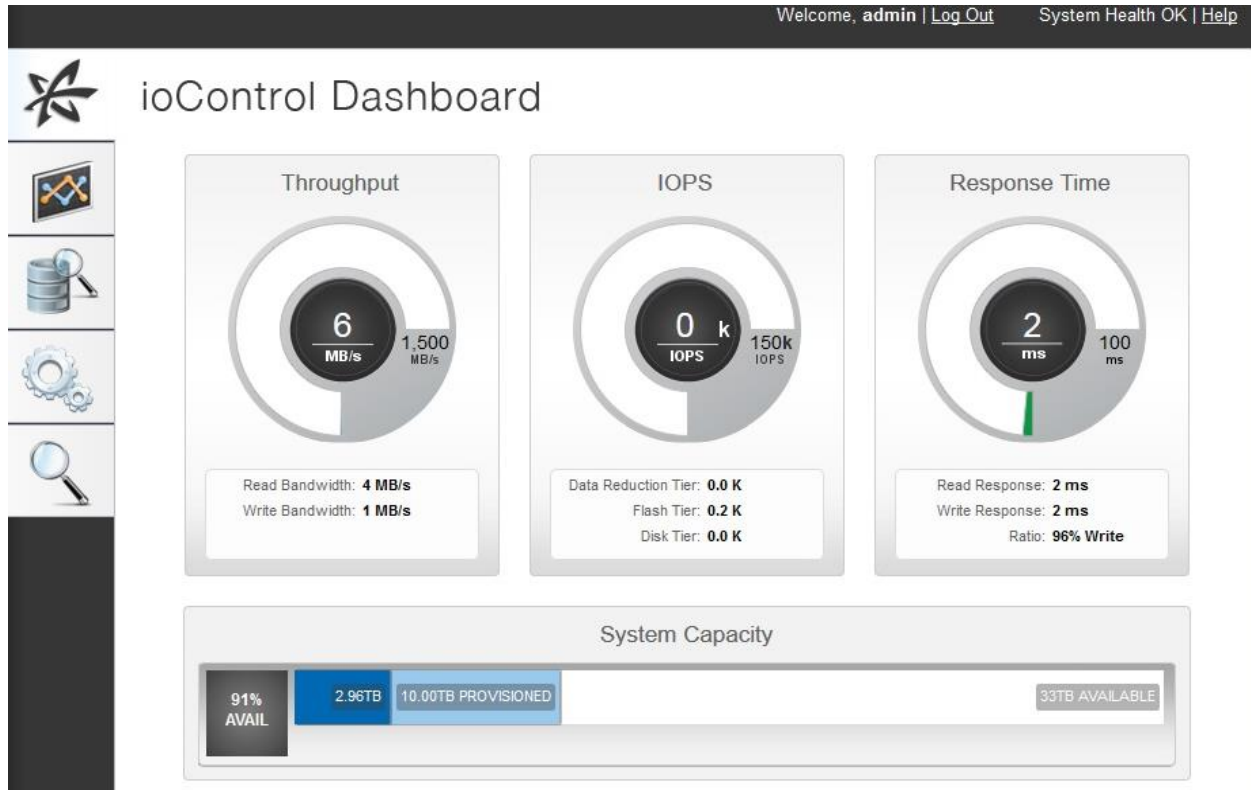 Welcome, admin | Log Out System Health OK | Help
ioControl Dashboard
Throughput
6
MB/s
1,500
MB/s
Read Bandwidth: 4 MB/s
Write Bandwidth: 1 MB/s
IOPS
0 k
IOPS
150k
IOPS
Data Reduction Tier: 0.0 K
Flash Tier: 0.2 K
Disk Tier: 0.0 K
Response Time
2
ms
100
ms
Read Response: 2 ms
Write Response: 2 ms
Ratio: 96% Write
System Capacity
91%
AVAIL
2.96TB
10.00TB PROVISIONED
33TB AVAILABLE